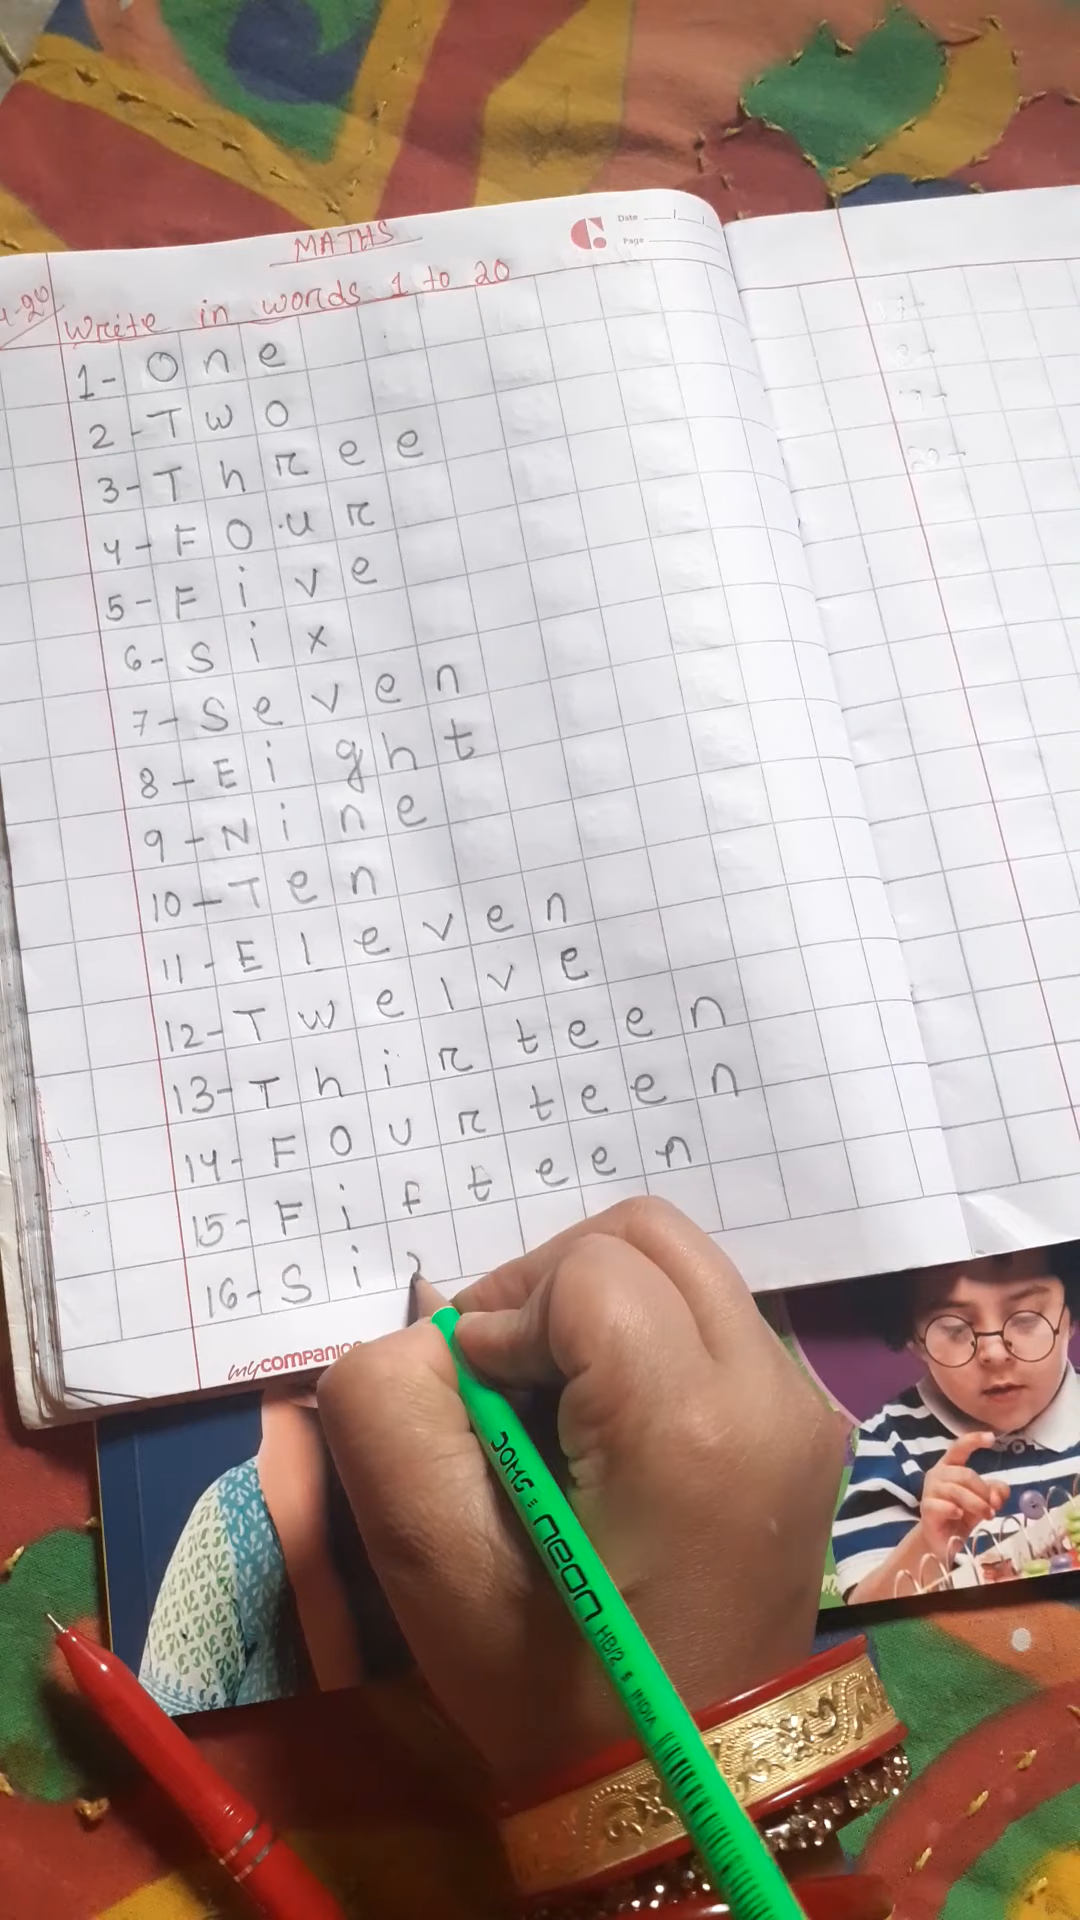 MATHS
Date
Page
Write in words 1 to 20
1- One
2-Two
3-Three
4-FOur
5-Five
6-Six
7-Seven
8-Eight
9-Nine
10-Ten
11-Eleven
12-Twelve
13-Thirteen
14-FOurteen
15-Fifteen
16-Si
20-
mycompanion
DOMS neon HB/2 INDIA